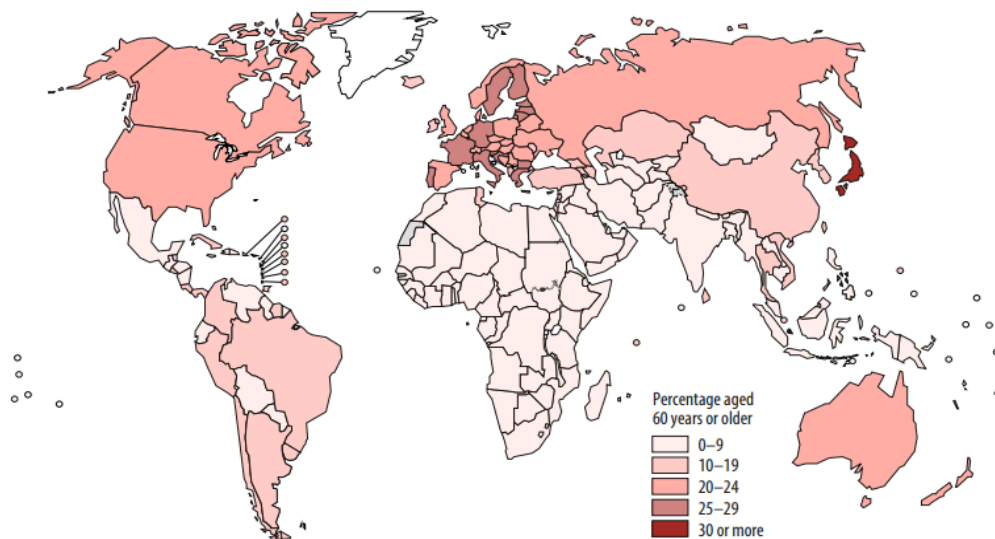 Percentage aged
60 years or older
0–9
10–19
20–24
25–29
30 or more